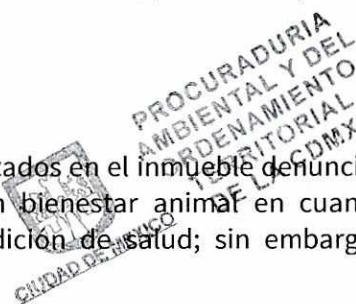 PROCURADURIA
AMBIENTAL Y DEL
ORDENAMIENTO
TERRITORIAL
DE LA CDMX
CIUDAD DE MEXICO
zados en el inmueble denunci
n bienestar animal en cuan
dición de salud; sin embarg